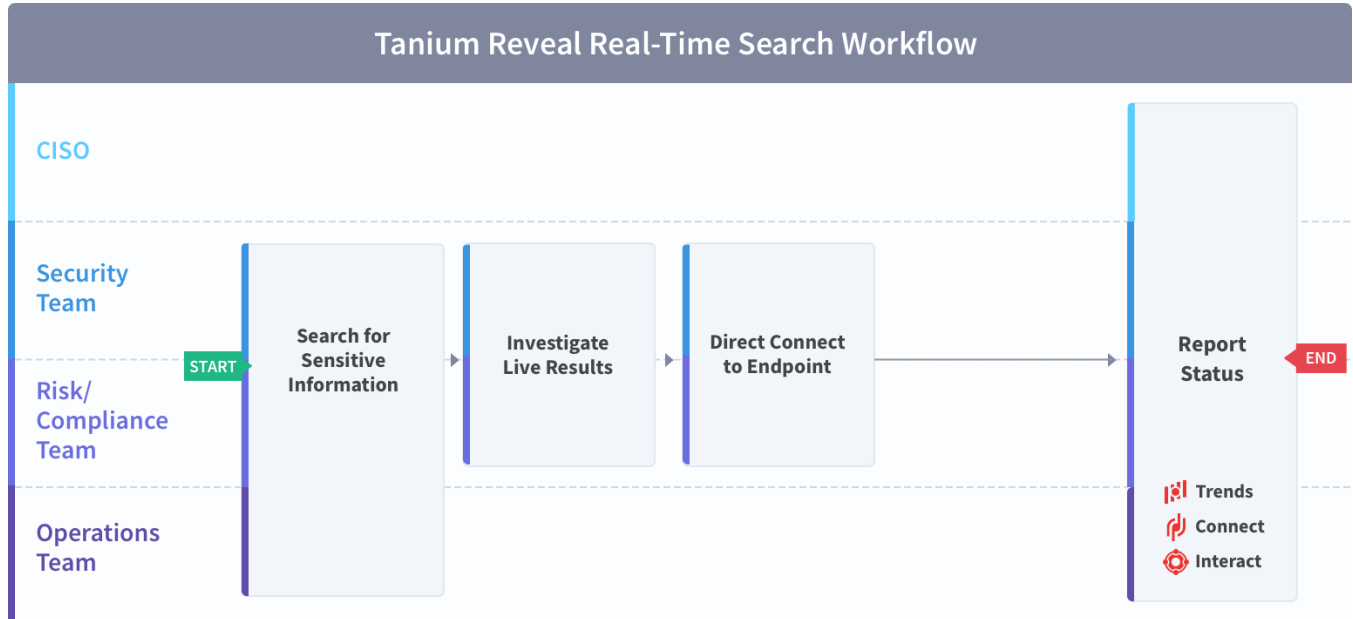 Tanium Reveal Real-Time Search Workflow
CISO
Security
Team
Risk/
Compliance
Team
Operations
Team
START
Search for
Sensitive
Information
Investigate
Live Results
Direct Connect
to Endpoint
Report
Status
END
Trends
Connect
Interact